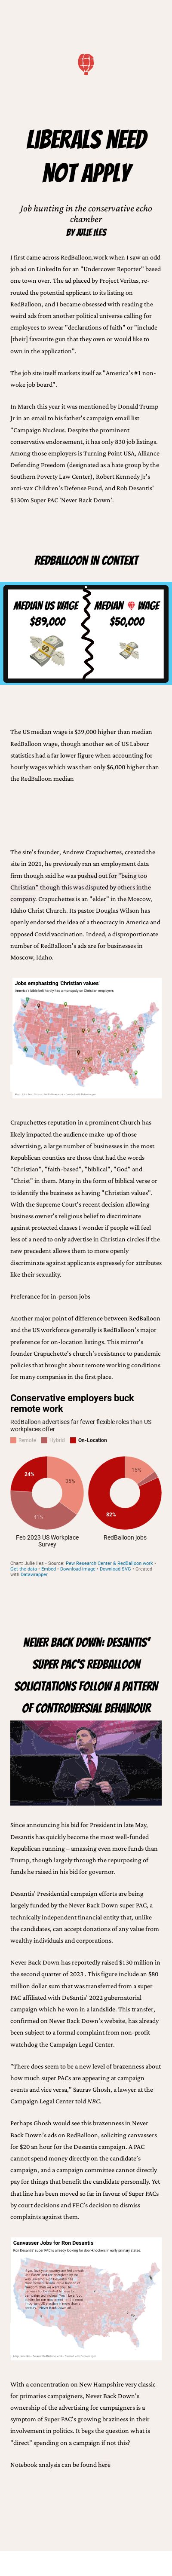 LIBERALS NEED
NOT APPLY
Job hunting in the conservative echo
chamber
BY JULIE ILES
I first came across RedBalloon.work when I saw an odd
job ad on LinkedIn for an "Undercover Reporter" based
one town over. The ad placed by Project Veritas, re-
routed the potential applicant to its listing on
RedBalloon, and I became obsessed with reading the
weird ads from another political universe calling for
employees to swear "declarations of faith" or "include
[their] favourite gun that they own or would like to
own in the application".
The job site itself markets itself as "America's #1 non-
woke job board".
In March this year it was mentioned by Donald Trump
Jr in an email to his father's campaign email list
"Campaign Nucleus. Despite the prominent
conservative endorsement, it has only 830 job listings.
Among those employers is Turning Point USA, Alliance
Defending Freedom (designated as a hate group by the
Southern Poverty Law Center), Robert Kennedy Jr's
anti-vax Children's Defense Fund, and Rob Desantis'
$130m Super PAC 'Never Back Down'.
REDBALLOON IN CONTEXT
MEDIAN US WAGE
$89,000
MEDIAN WAGE
$50,000
The US median wage is $39,000 higher than median
RedBalloon wage, though another set of US Labour
statistics had a far lower figure when accounting for
hourly wages which was then only $6,000 higher than
the RedBalloon median
The site's founder, Andrew Crapuchettes, created the
site in 2021, he previously ran an employment data
firm though said he was pushed out for "being too
Christian" though this was disputed by others inthe
company. Crapuchettes is an "elder" in the Moscow,
Idaho Christ Church. Its pastor Douglas Wilson has
openly endorsed the idea of a theocracy in America and
opposed Covid vaccination. Indeed, a disproportionate
number of RedBalloon's ads are for businesses in
Moscow, Idaho.
Jobs emphasizing 'Christian values'
Crapuchettes reputation in a prominent Church has
likely impacted the audience make-up of those
advertising, a large number of businesses in the most
Republican counties are those that had the words
"Christian", "faith-based", "biblical", "God" and
"Christ" in them. Many in the form of biblical verse or
to identify the business as having "Christian values".
With the Supreme Court's recent decision allowing
business owner's religious belief to discriminate
against protected classes I wonder if people will feel
less of a need to only advertise in Christian circles if the
new precedent allows them to more openly
discriminate against applicants expressely for attributes
like their sexuality.
Preferance for in-person jobs
Another major point of difference between RedBalloon
and the US workforce generally is RedBalloon's major
preference for on-location listings. This mirror's
founder Crapuchette's church's resistance to pandemic
policies that brought about remote working conditions
for many companies in the first place.
Conservative employers buck
remote work
RedBalloon advertises far fewer flexible roles than US
workplaces offer
Remote Hybrid On-Location
24%
35%
41%
15%
82%
Feb 2023 US Workplace
Survey
RedBalloon jobs
Chart: Julie Iles • Source: Pew Research Center & RedBalloon.work •
Get the data • Embed • Download image • Download SVG • Created
with Datawrapper
NEVER BACK DOWN: DESANTIS'
SUPER PAC'S REDBALLOON
SOLICITATIONS FOLLOW A PATTERN
OF CONTROVERSIAL BEHAVIOUR
Since announcing his bid for President in late May,
Desantis has quickly become the most well-funded
Republican running – amassing even more funds than
Trump, though largely through the repurposing of
funds he raised in his bid for governor.
Desantis' Presidential campaign efforts are being
largely funded by the Never Back Down super PAC, a
technically independent financial entity that, unlike
the candidates, can accept donations of any value from
wealthy individuals and corporations.
Never Back Down has reportedly raised $130 million in
the second quarter of 2023 . This figure include an $80
million dollar sum that was transferred from a super
PAC affiliated with DeSantis' 2022 gubernatorial
campaign which he won in a landslide. This transfer,
confirmed on Never Back Down's website, has already
been subject to a formal complaint from non-profit
watchdog the Campaign Legal Center.
"There does seem to be a new level of brazenness about
how much super PACs are appearing at campaign
events and vice versa," Saurav Ghosh, a lawyer at the
Campaign Legal Center told NBC.
Perhaps Ghosh would see this brazenness in Never
Back Down's ads on RedBalloon, soliciting canvassers
for $20 an hour for the Desantis campaign. A PAC
cannot spend money directly on the candidate's
campaign, and a campaign committee cannot directly
pay for things that benefit the candidate personally. Yet
that line has been moved so far in favour of Super PACs
by court decisions and FEC's decision to dismiss
complaints against them.
Canvasser Jobs for Ron Desantis
Ron Desantis' super PAC is already looking for door-knockers in early primary states
With a concentration on New Hampshire very classic
for primaries campaigners, Never Back Down's
ownership of the advertising for campaigners is a
symptom of Super PAC's growing braziness in their
involvement in politics. It begs the question what is
"direct" spending on a campaign if not this?
Notebook analysis can be found here